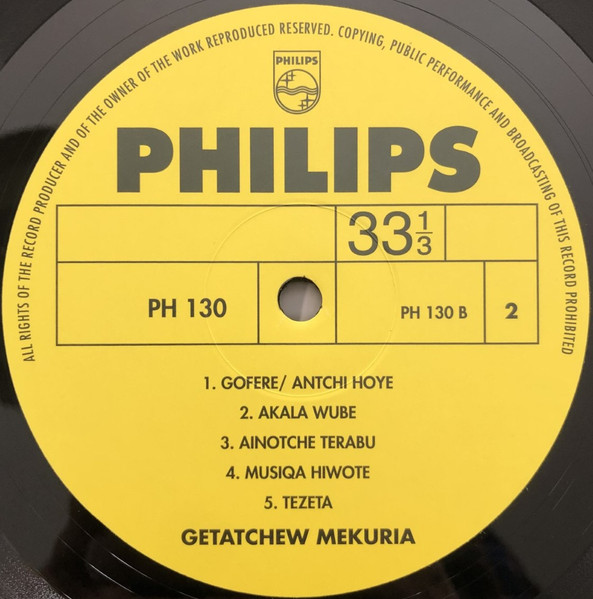 ALL RIGHTS OF THE RECORD PRODUCER AND OF THE OWNER OF THE WORK REPRODUCED RESERVED. COPYING, PUBLIC PERFORMANCE AND BROADCASTING OF THIS RECORD PROHIBITED
PHILIPS
PHILIPS
33 1/3
PH 130
PH 130 B
2
1. GOFERE/ ANTCHI HOYE
2. AKALA WUBE
3. AINOTCHE TERABU
4. MUSIQA HIWOTE
5. TEZETA
GETATCHEW MEKURIA